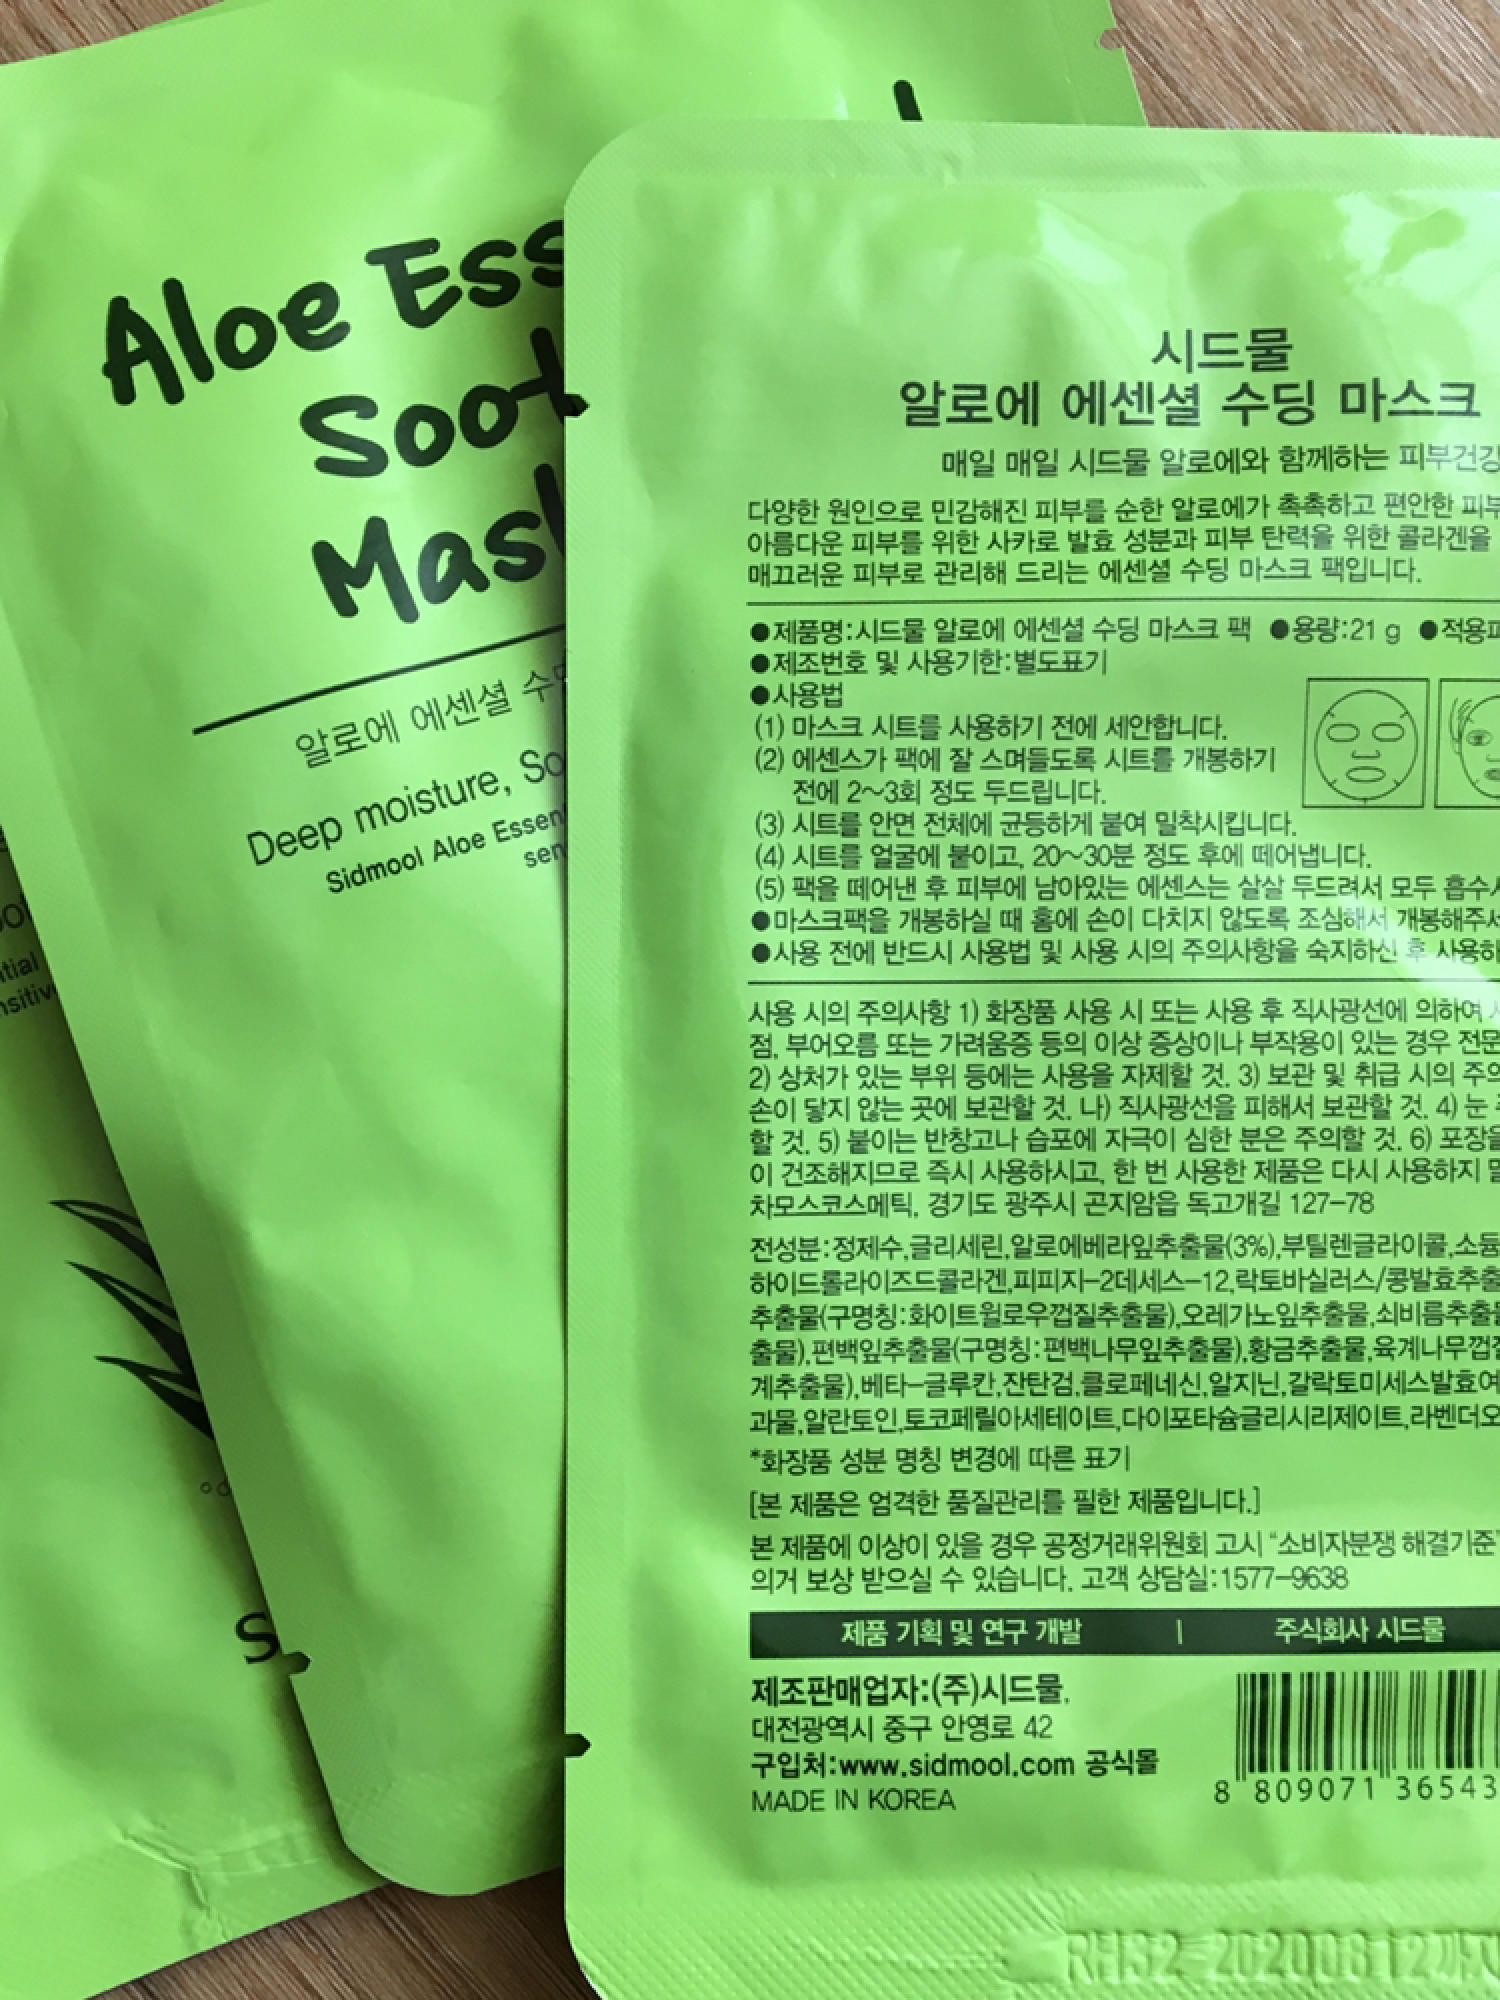 Aloe Ess
Soot
Mask
알로에 에센셜 수딩
Deep moisture, So
Sidmool Aloe Essen
sen
tial
nsitiv
S
시드물
알로에 에센셜 수딩 마스크
매일 매일 시드물 알로에와 함께하는 피부건강
다양한 원인으로 민감해진 피부를 순한 알로에가 촉촉하고 편안한 피부
아름다운 피부를 위한 사카로 발효 성분과 피부 탄력을 위한 콜라겐을
매끄러운 피부로 관리해 드리는 에센셜 수딩 마스크 팩입니다.
●제품명:시드물 알로에 에센셜 수딩 마스크 팩 ●용량:21 g ●적용피
●제조번호 및 사용기한:별도표기
●사용법
(1) 마스크 시트를 사용하기 전에 세안합니다.
(2) 에센스가 팩에 잘 스며들도록 시트를 개봉하기
전에 2~3회 정도 두드립니다.
(3) 시트를 안면 전체에 균등하게 붙여 밀착시킵니다.
(4) 시트를 얼굴에 붙이고, 20~30분 정도 후에 떼어냅니다.
(5) 팩을 떼어낸 후 피부에 남아있는 에센스는 살살 두드려서 모두 흡수시
●마스크팩을 개봉하실 때 홈에 손이 다치지 않도록 조심해서 개봉해주세
●사용 전에 반드시 사용법 및 사용 시의 주의사항을 숙지하신 후 사용하
사용 시의 주의사항 1) 화장품 사용 시 또는 사용 후 직사광선에 의하여
점, 부어오름 또는 가려움증 등의 이상 증상이나 부작용이 있는 경우 전문
2) 상처가 있는 부위 등에는 사용을 자제할 것. 3) 보관 및 취급 시의 주의
손이 닿지 않는 곳에 보관할 것. 나) 직사광선을 피해서 보관할 것. 4) 눈
할 것. 5) 붙이는 반창고나 습포에 자극이 심한 분은 주의할 것. 6) 포장을
이 건조해지므로 즉시 사용하시고, 한 번 사용한 제품은 다시 사용하지 말
차모스코스메틱, 경기도 광주시 곤지암읍 독고개길 127-78
전성분:정제수,글리세린,알로에베라잎추출물(3%),부틸렌글라이콜,소듐
하이드롤라이즈드콜라겐,피피지-2데세스-12,락토바실러스/콩발효추출
추출물(구명칭:화이트윌로우껍질추출물),오레가노잎추출물,쇠비름추출물
출물),편백잎추출물(구명칭:편백나무잎추출물),황금추출물,육계나무껍질
계추출물),베타-글루칸,잔탄검,클로페네신,알지닌,갈락토미세스발효여
과물,알란토인,토코페릴아세테이트,다이포타슘글리시리제이트,라벤더오
*화장품 성분 명칭 변경에 따른 표기
[본 제품은 엄격한 품질관리를 필한 제품입니다.]
본 제품에 이상이 있을 경우 공정거래위원회 고시 “소비자분쟁 해결기준”
의거 보상 받으실 수 있습니다. 고객 상담실:1577-9638
제품 기획 및 연구 개발 | 주식회사 시드물
제조판매업자:(주)시드물,
대전광역시 중구 안영로 42
구입처:www.sidmool.com 공식몰
MADE IN KOREA
8 809071 36543
RH32 20200812까지